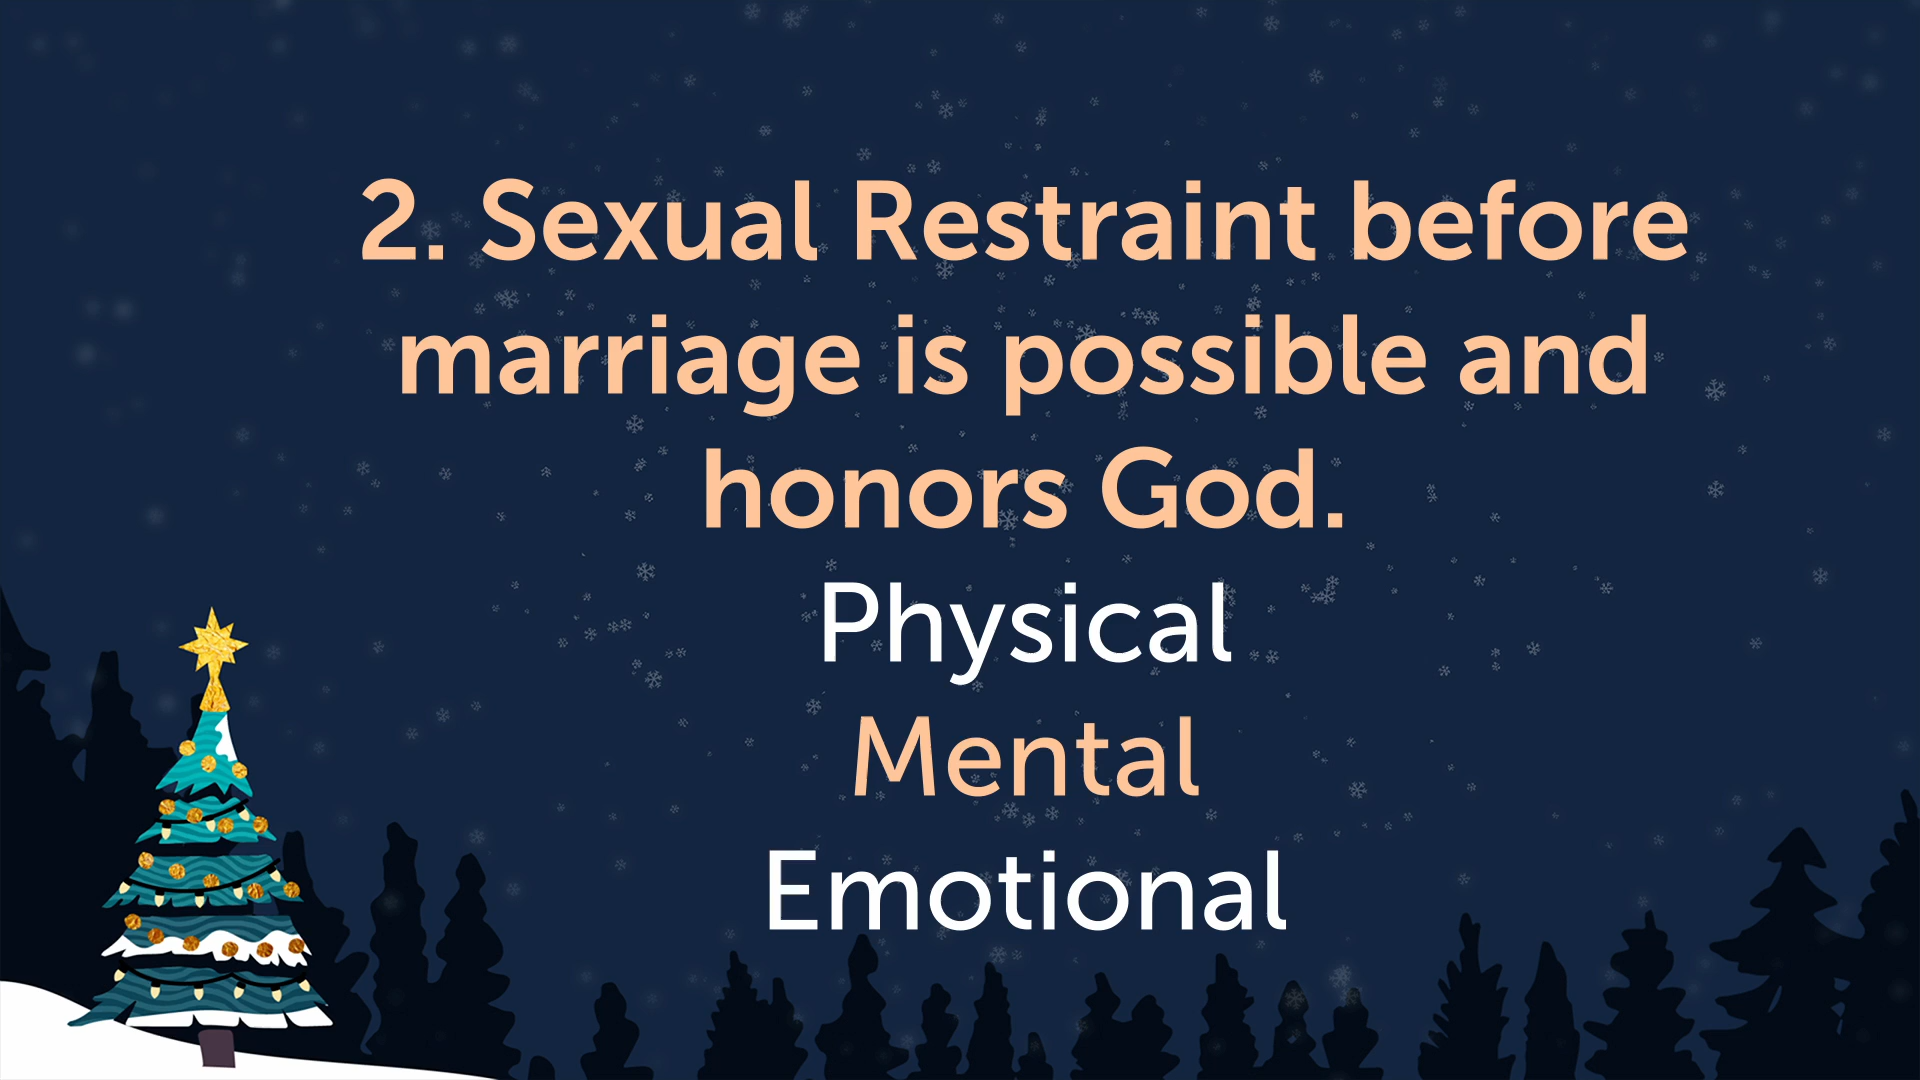 2. Sexual Restraint before
marriage is possible and
honors God.
Physical
Mental
Emotional